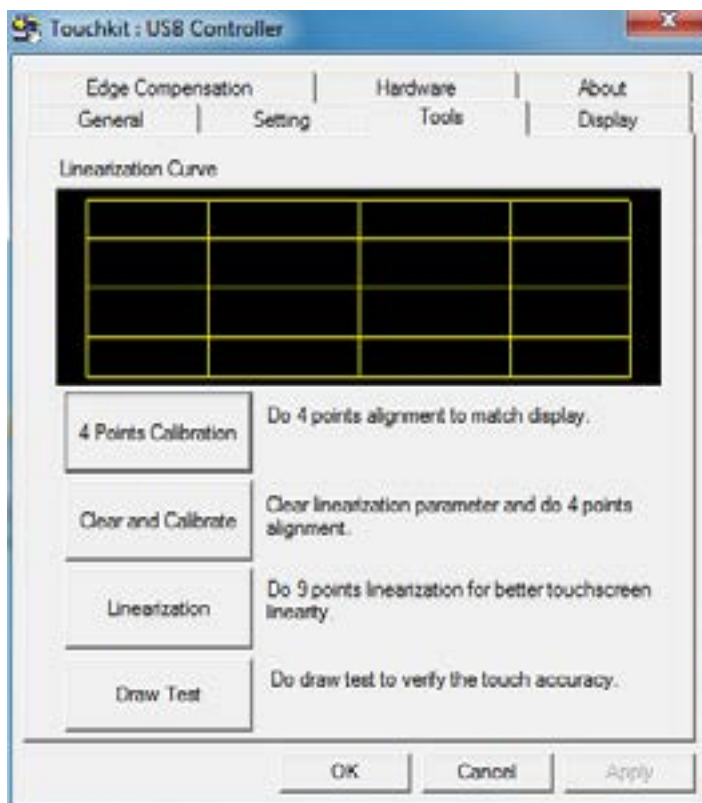 Touchkit : USB Controller
Edge Compensation Hardware About
General Setting Tools Display
Linearization Curve
4 Points Calibration
Do 4 points alignment to match display.
Clear and Calibrate
Clear linearization parameter and do 4 points
alignment.
Linearization
Do 9 points linearization for better touchscreen
linearity.
Draw Test
Do draw test to verify the touch accuracy.
OK Cancel Apply